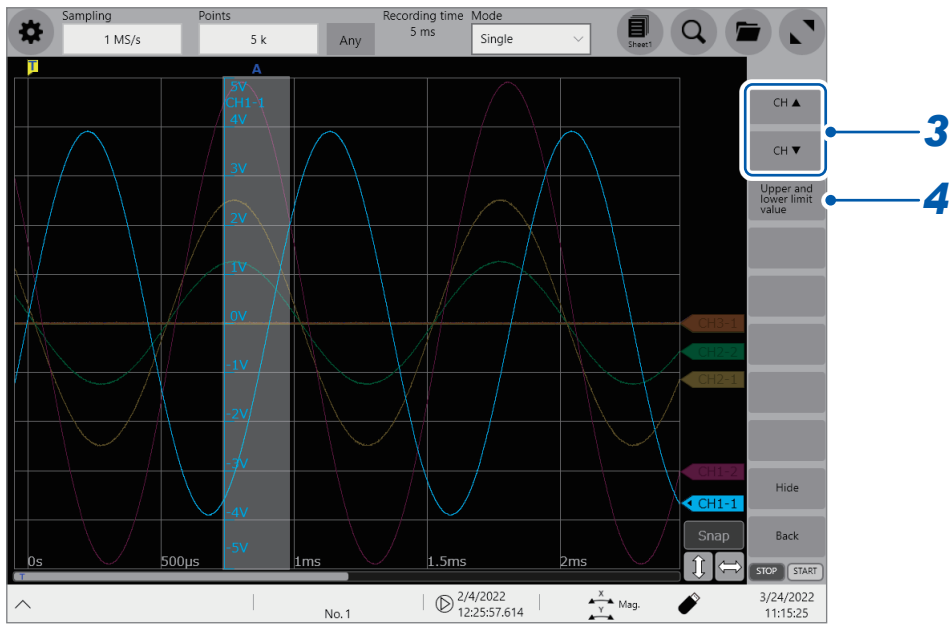 Sampling
Points
Recording time
Mode
1 MS/s
5 k
Any
5 ms
Single
Sheet1
T
A
5V
CH1-1
4V
3V
2V
1V
0V
-1V
-2V
-3V
-4V
-5V
0s
500µs
1ms
1.5ms
2ms
T
CH3-1
CH2-2
CH2-1
CH1-2
CH1-1
Snap
CH ▲
CH ▼
3
Upper and
lower limit
value
4
Hide
Back
STOP
START
No. 1
2/4/2022
12:25:57.614
X
Y
Mag.
3/24/2022
11:15:25